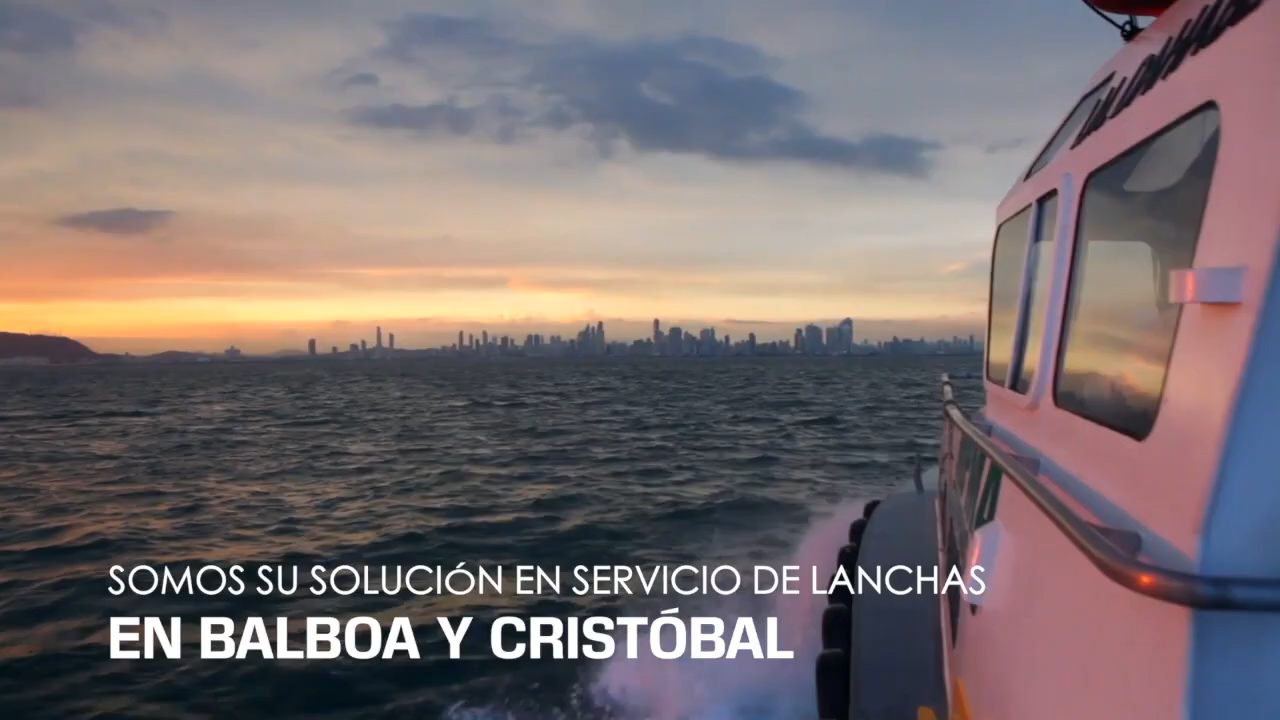 SOMOS SU SOLUCIÓN EN SERVICIO DE LANCHAS
EN BALBOA Y CRISTÓBAL